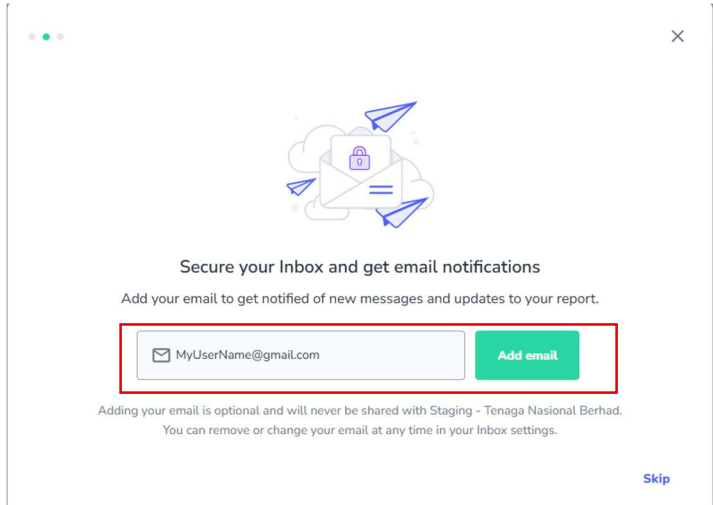 Secure your Inbox and get email notifications
Add your email to get notified of new messages and updates to your report.
MyUserName@gmail.com
Add email
Adding your email is optional and will never be shared with Staging - Tenaga Nasional Berhad.
You can remove or change your email at any time in your Inbox settings.
Skip